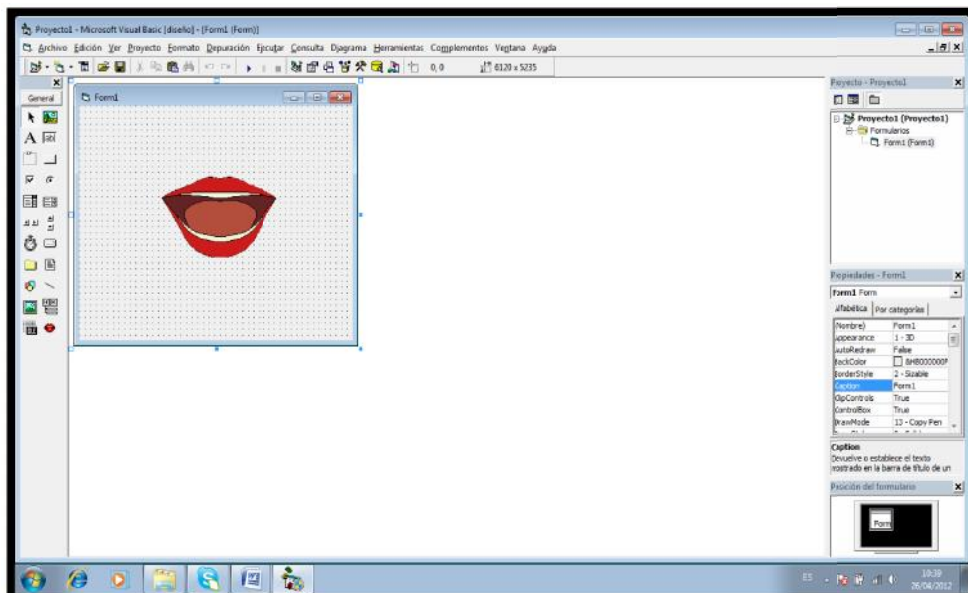 Proyecto1 - Microsoft Visual Basic [diseño] - [Form1 (Form)]
Archivo Edición Ver Proyecto Formato Depuración Ejecutar Consulta Diagrama Herramientas Complementos Ventana Ayuda
0, 0 6120 x 5235
General
Form1
Proyecto - Proyecto1
Proyecto1 (Proyecto1)
Formularios
Form1 (Form1)
Propiedades - Form1
Form1 Form
Alfabética Por categorías
(Nombre) Form1
Appearance 1 - 3D
AutoRedraw False
BackColor &H8000000F
BorderStyle 2 - Sizable
Caption Form1
ClipControls True
ControlBox True
DrawMode 13 - Copy Pen
Caption
Devuelve o establece el texto
mostrado en la barra de título de un
Posición del formulario
Form
ES
10:39
26/04/2012